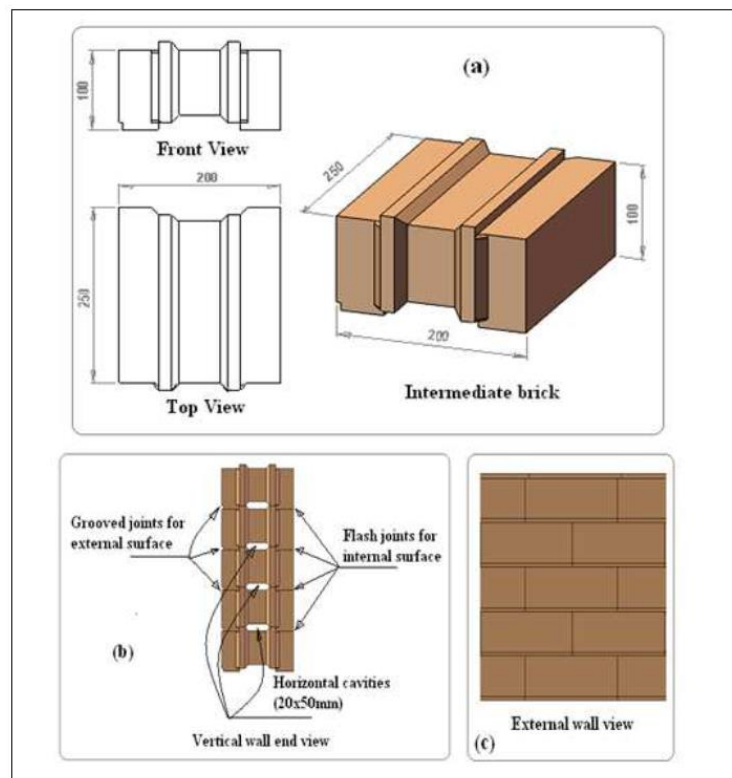 (a)
100
Front View
200
250
Top View
250
100
200
Intermediate brick
Grooved joints for
external surface
Flash joints for
internal surface
(b)
Horizontal cavities
(20x50mm)
Vertical wall end view
External wall view
(c)